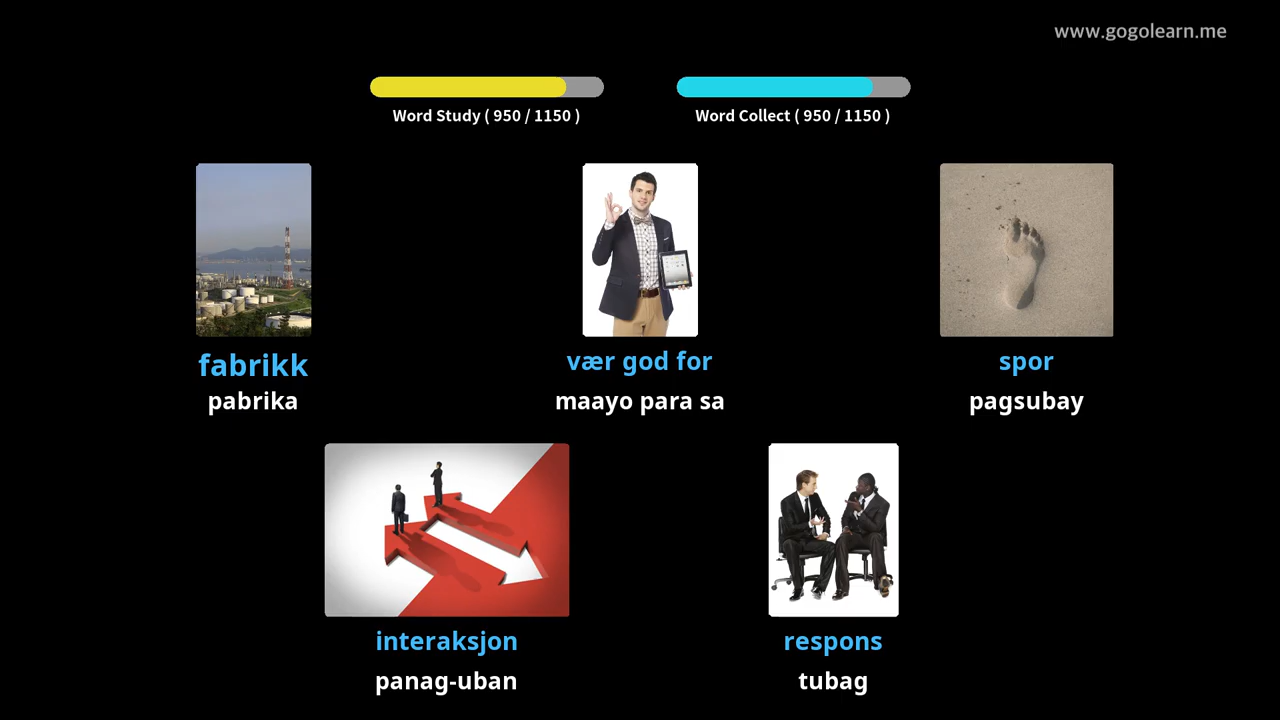 www.gogolearn.me
Word Study ( 950 / 1150 )
Word Collect ( 950 / 1150 )
fabrikk
pabrika
vær god for
maayo para sa
spor
pagsubay
interaksjon
panag-uban
respons
tubag